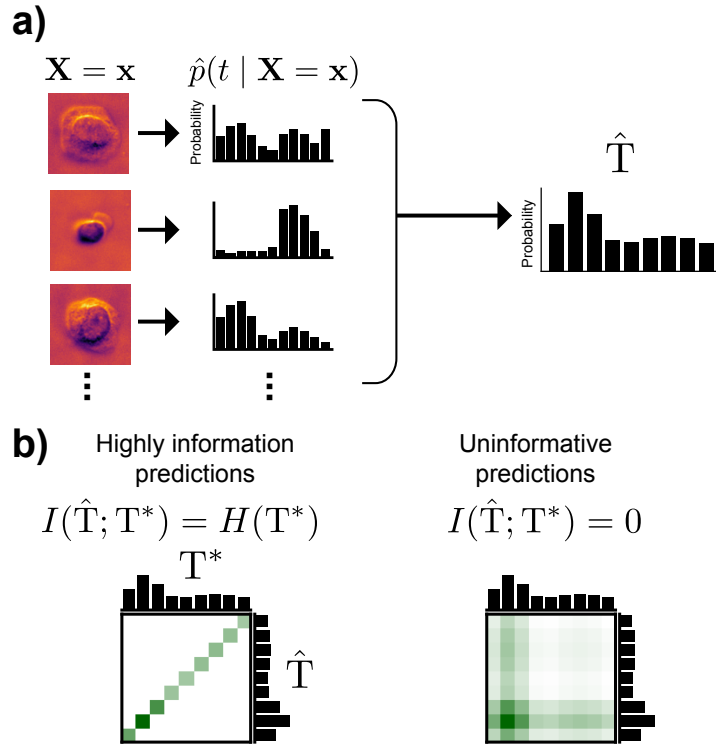 a)
X = x
p̂(t | X = x)
Probability
Probability
T̂
b)
Highly information
predictions
Uninformative
predictions
I(T̂; T*) = H(T*)
I(T̂; T*) = 0
T*
T̂